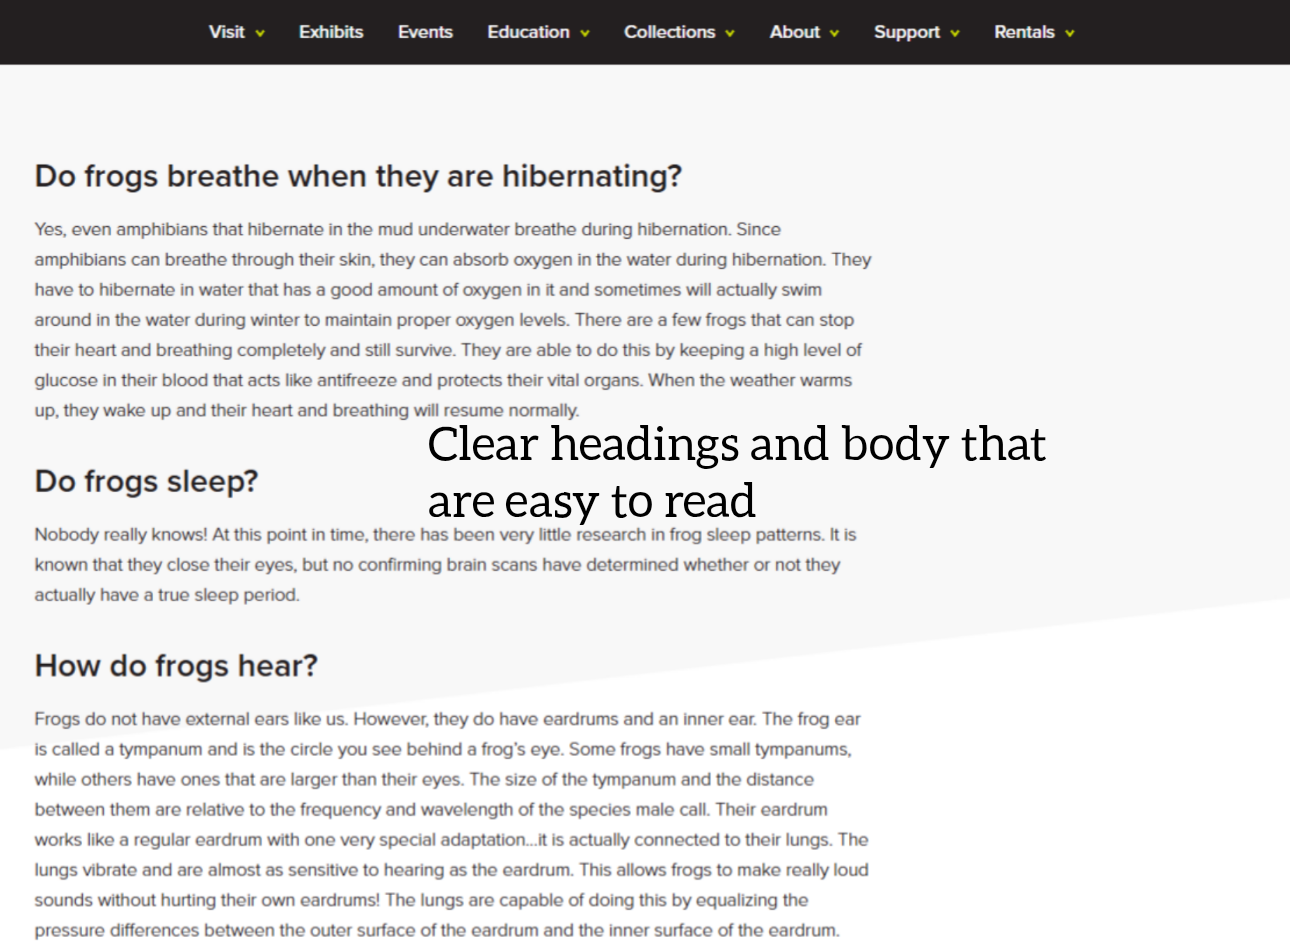 Visit Exhibits Events Education Collections About Support Rentals
Do frogs breathe when they are hibernating?
Yes, even amphibians that hibernate in the mud underwater breathe during hibernation. Since
amphibians can breathe through their skin, they can absorb oxygen in the water during hibernation. They
have to hibernate in water that has a good amount of oxygen in it and sometimes will actually swim
around in the water during winter to maintain proper oxygen levels. There are a few frogs that can stop
their heart and breathing completely and still survive. They are able to do this by keeping a high level of
glucose in their blood that acts like antifreeze and protects their vital organs. When the weather warms
up, they wake up and their heart and breathing will resume normally.
Clear headings and body that
are easy to read
Do frogs sleep?
Nobody really knows! At this point in time, there has been very little research in frog sleep patterns. It is
known that they close their eyes, but no confirming brain scans have determined whether or not they
actually have a true sleep period.
How do frogs hear?
Frogs do not have external ears like us. However, they do have eardrums and an inner ear. The frog ear
is called a tympanum and is the circle you see behind a frog's eye. Some frogs have small tympanums,
while others have ones that are larger than their eyes. The size of the tympanum and the distance
between them are relative to the frequency and wavelength of the species male call. Their eardrum
works like a regular eardrum with one very special adaptation...it is actually connected to their lungs. The
lungs vibrate and are almost as sensitive to hearing as the eardrum. This allows frogs to make really loud
sounds without hurting their own eardrums! The lungs are capable of doing this by equalizing the
pressure differences between the outer surface of the eardrum and the inner surface of the eardrum.